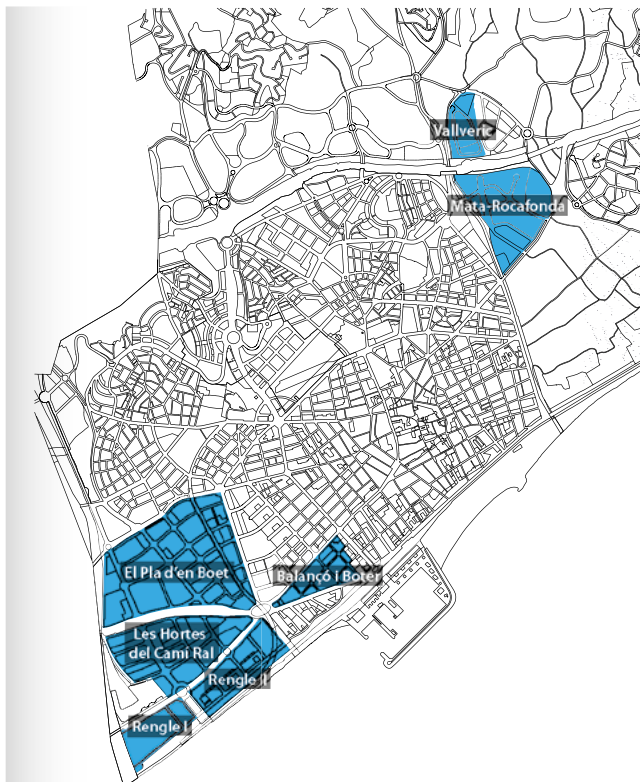 Vallveric
Mata-Rocafonda
El Pla d'en Boet
Balançó i Boter
Les Hortes
del Camí Ral
Rengle II
Rengle I